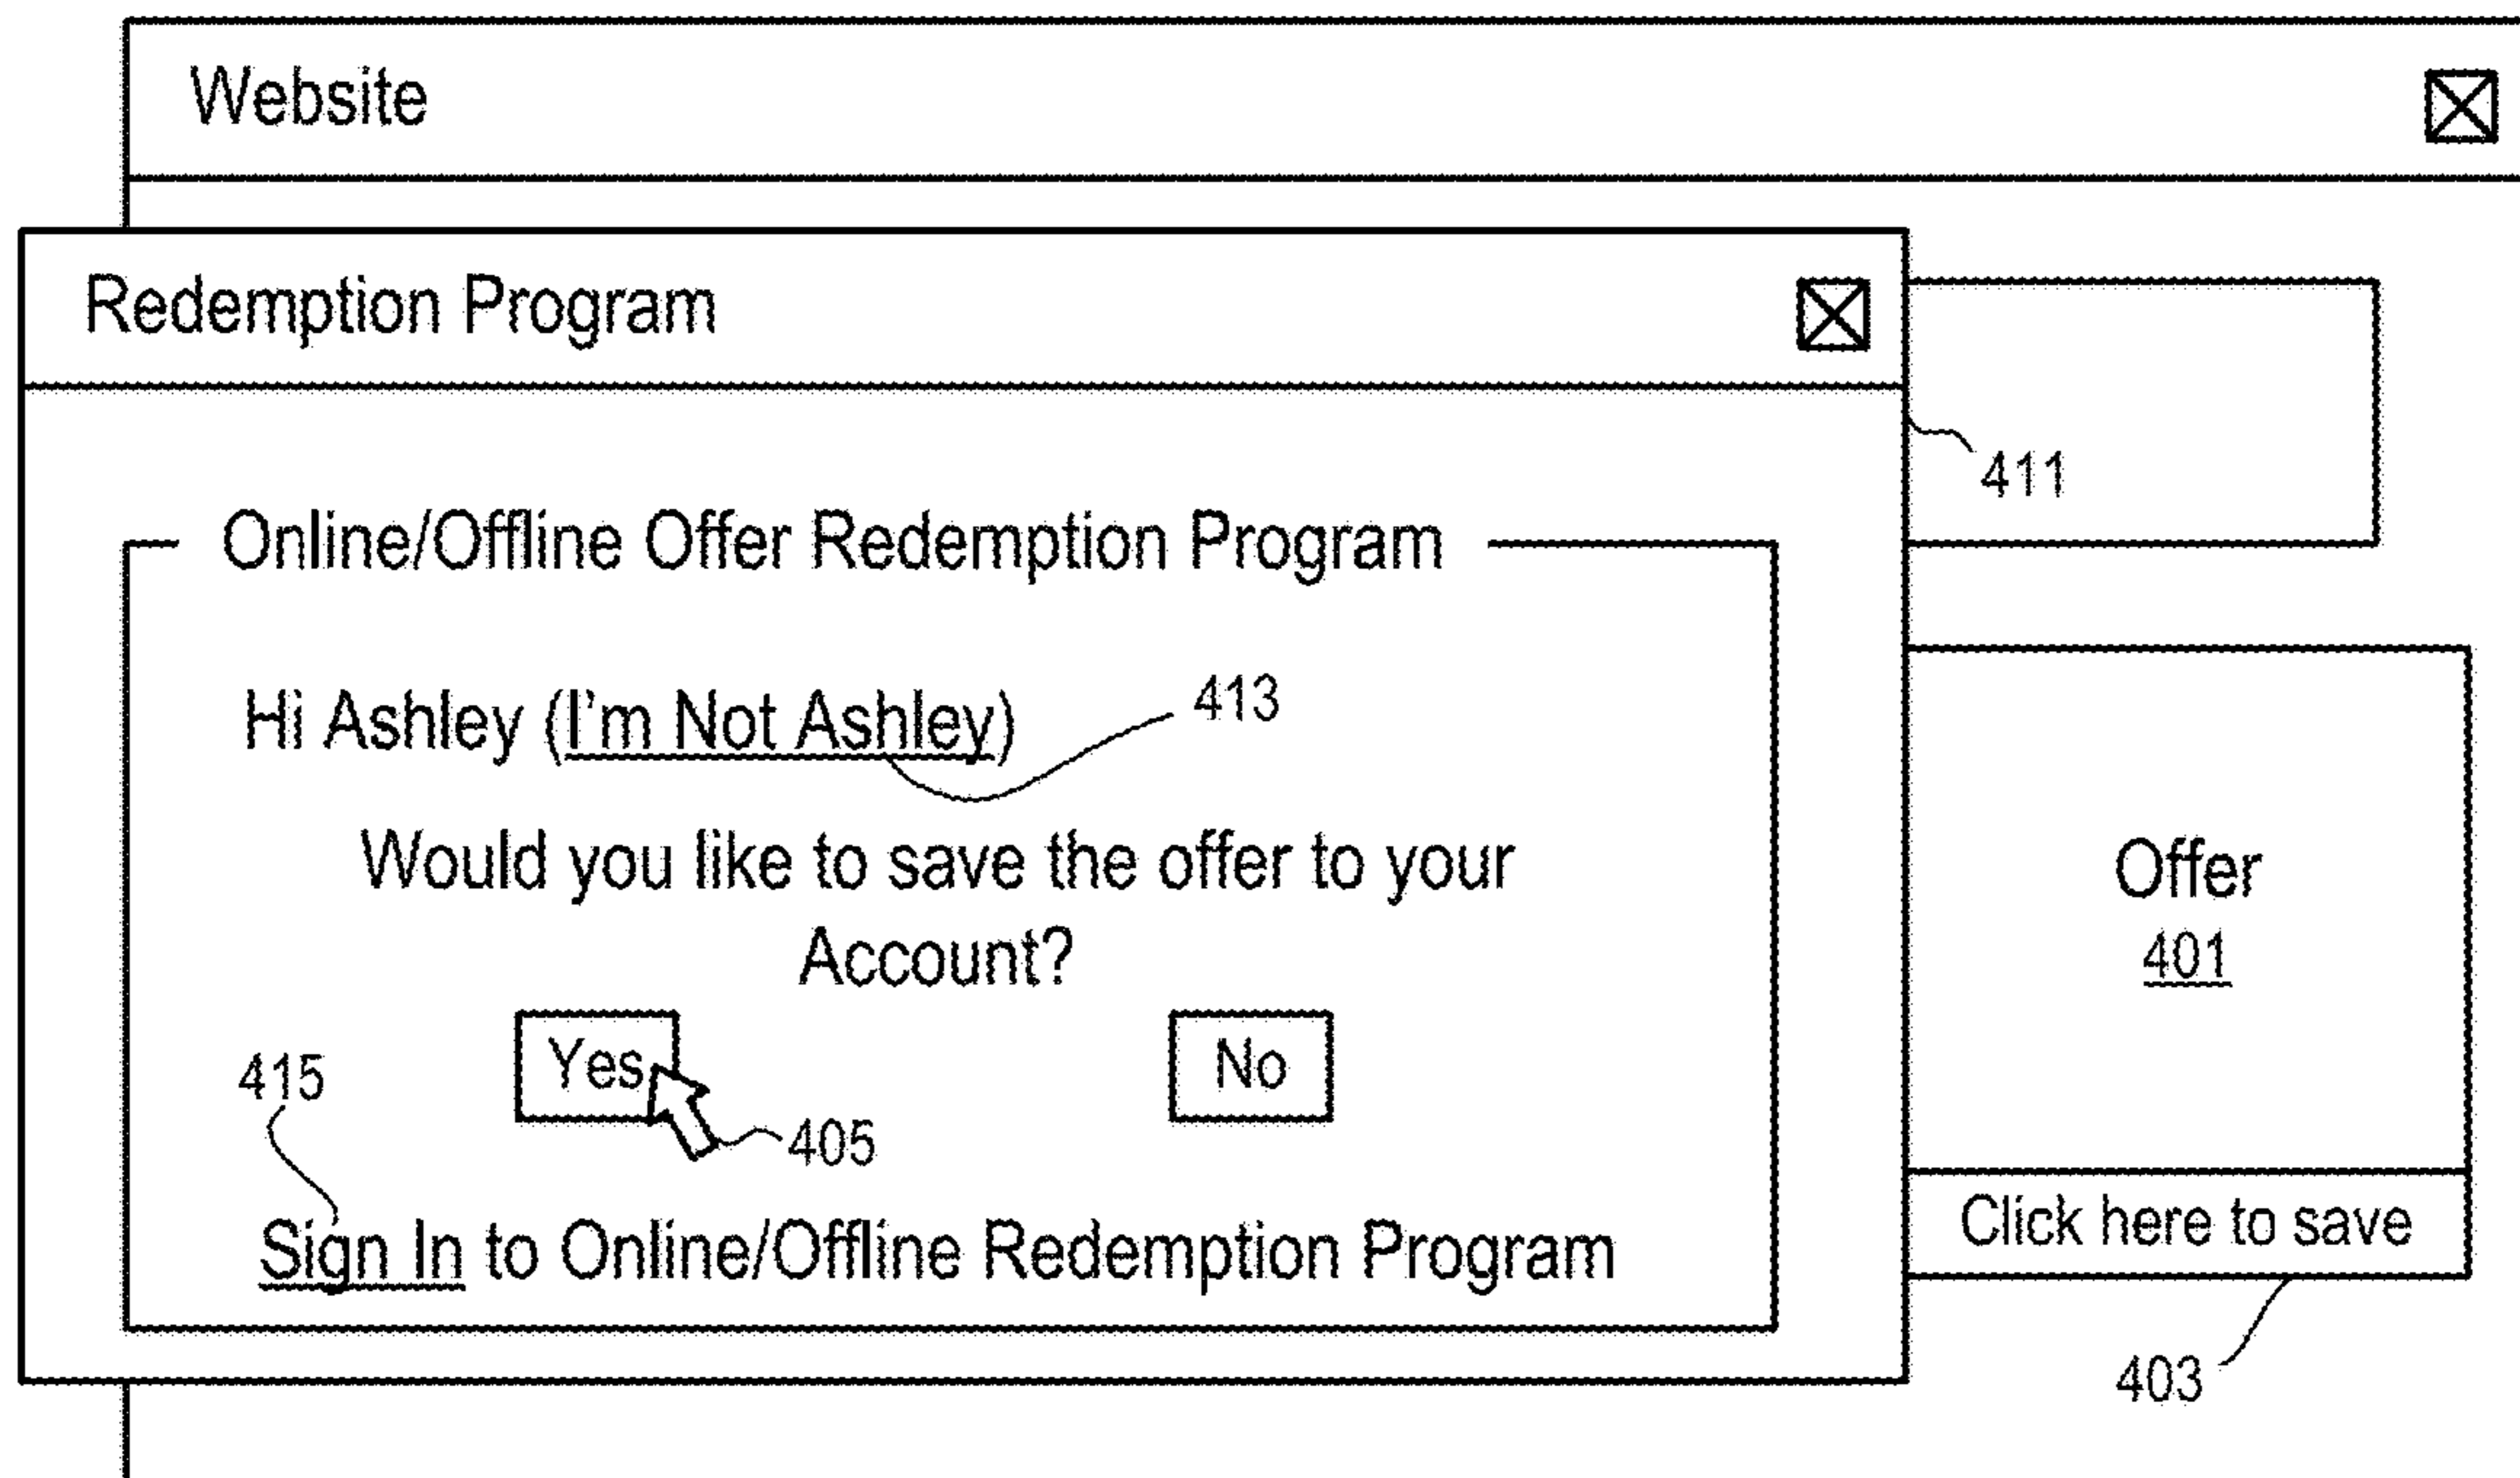 Website
Redemption Program
411
Online/Offline Offer Redemption Program
Hi Ashley (I'm Not Ashley)
413
Would you like to save the offer to your
Account?
Yes
No
415
405
Sign In to Online/Offline Redemption Program
Offer
401
Click here to save
403